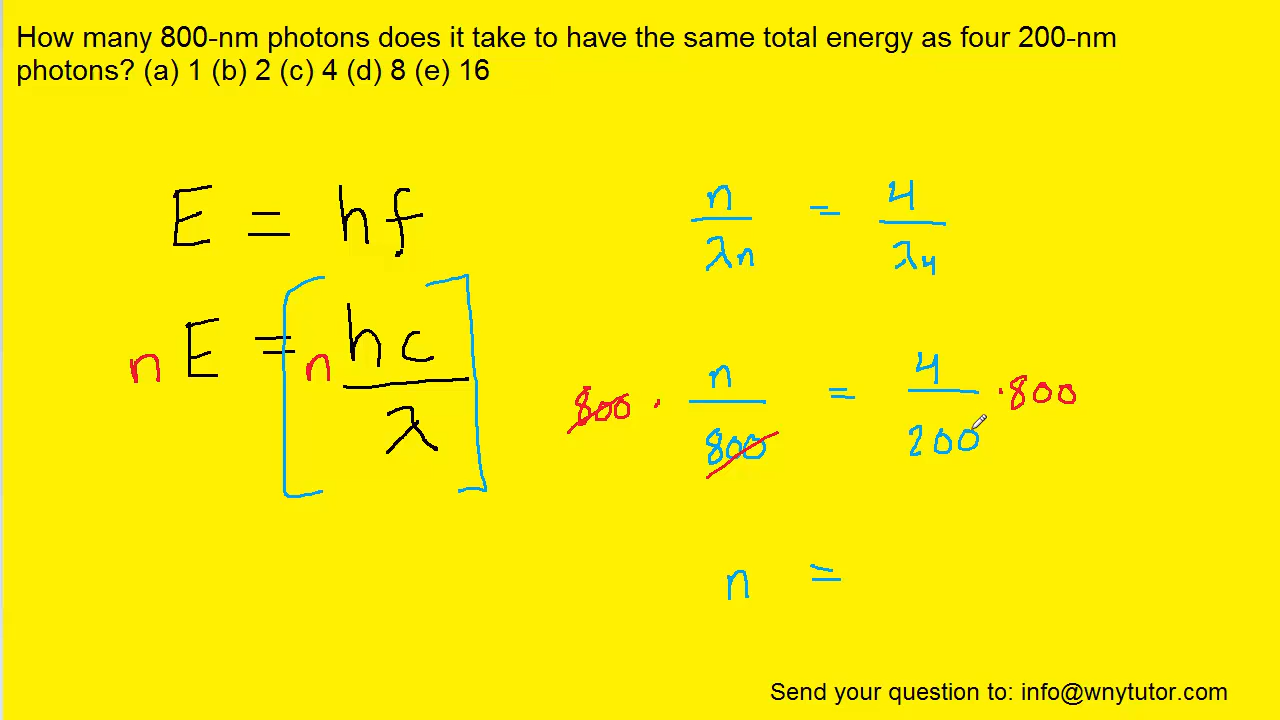 How many 800-nm photons does it take to have the same total energy as four 200-nm
photons? (a) 1 (b) 2 (c) 4 (d) 8 (e) 16
E = hf
nE = [n hc/λ]
n/λn = 4/λ4
800 · n/800 = 4/200 · 800
n =
Send your question to: info@wnytutor.com